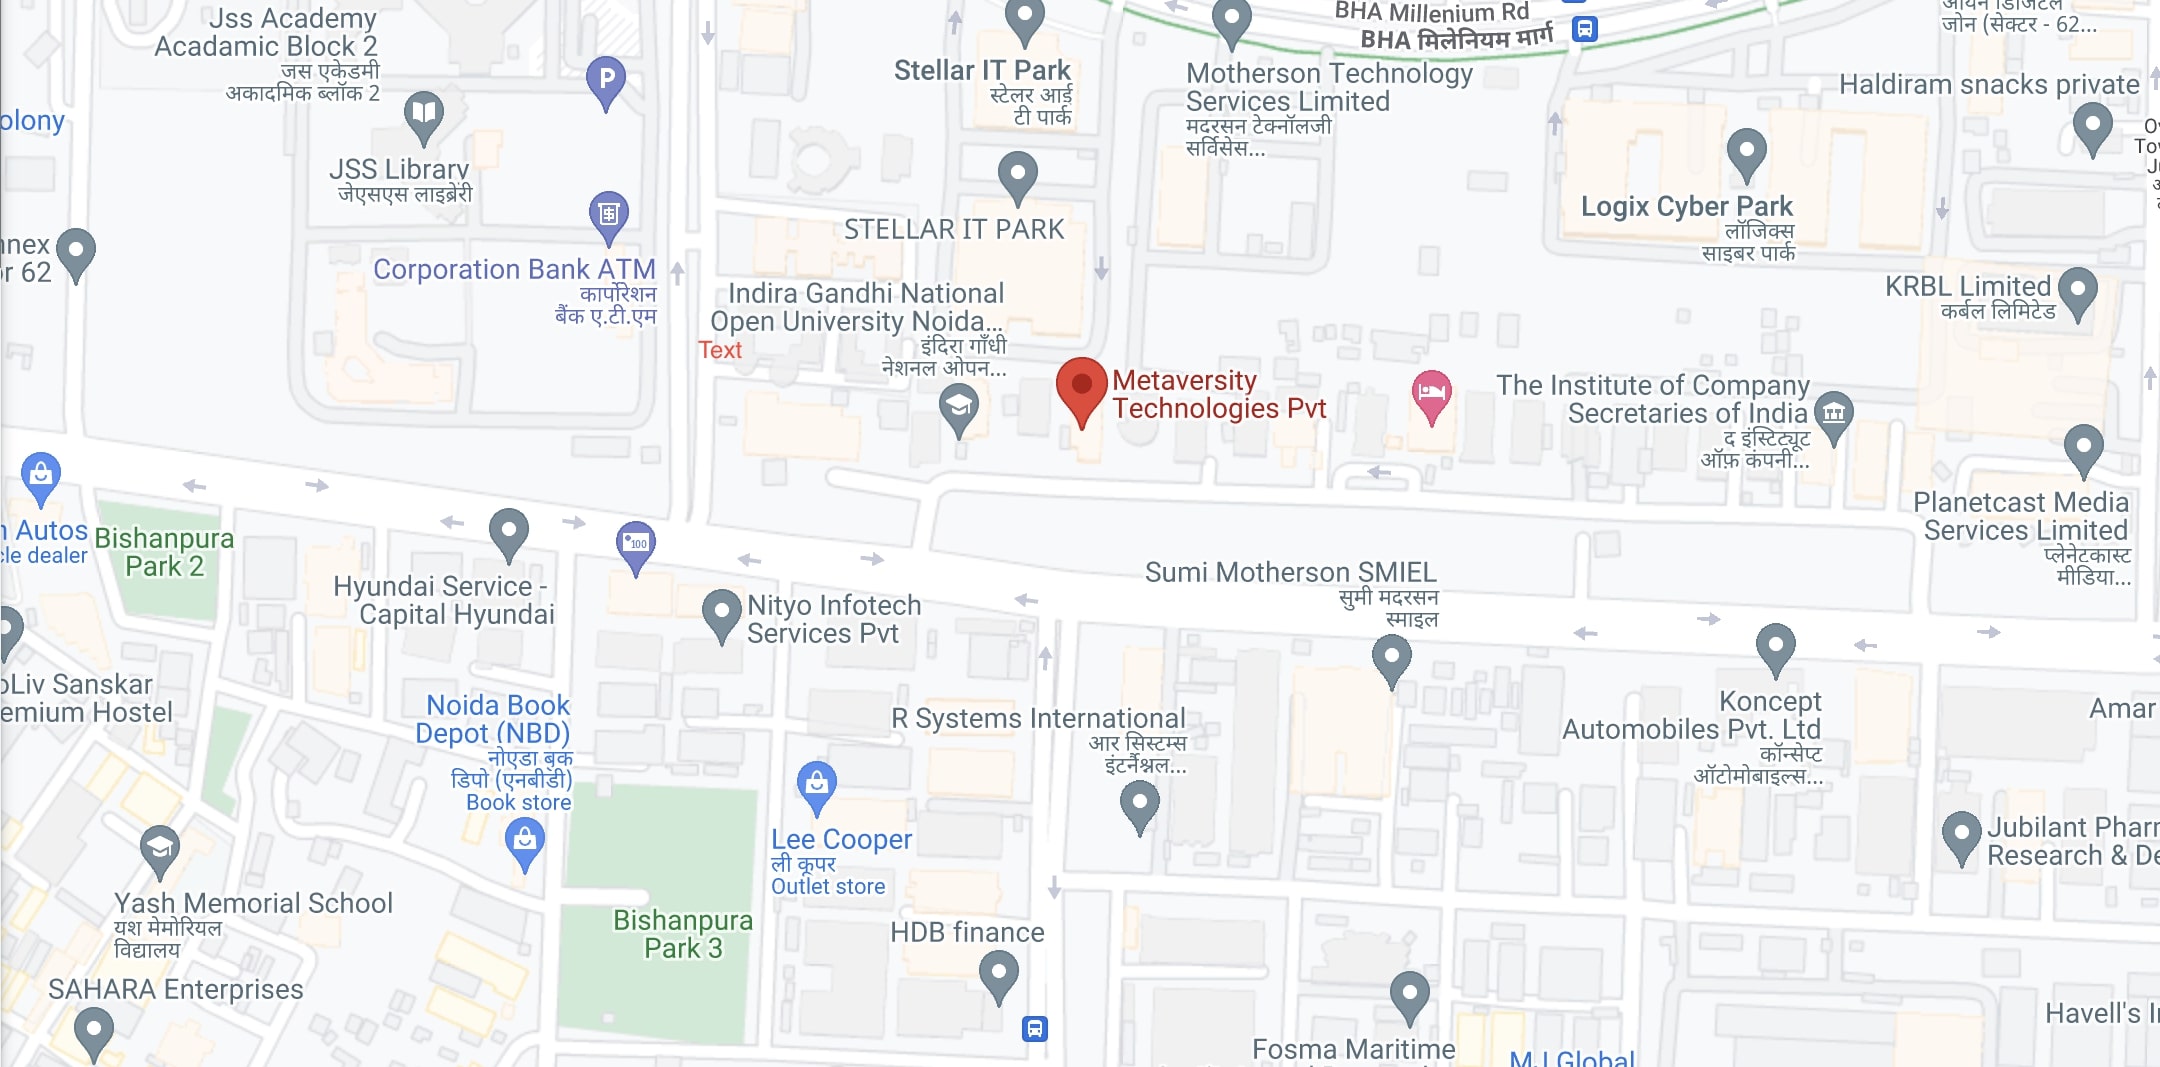 Jss Academy
Acadamic Block 2
जस एकेडमी
अकादमिक ब्लॉक 2
Stellar IT Park
स्टेलर आई
टी पार्क
BHA Millenium Rd
BHA मिलेनियम मार्ग
Motherson Technology
Services Limited
मदरसन टेक्नॉलजी
सर्विसेस...
जोन (सेक्टर - 62...
Haldiram snacks private
olony
P
JSS Library
जेएसएस लाइब्रेरी
STELLAR IT PARK
Logix Cyber Park
लॉजिक्स
साइबर पार्क
nnex
or 62
Corporation Bank ATM
कार्पोरेशन
बैंक ए.टी.एम
Indira Gandhi National
Open University Noida...
इंदिरा गाँधी
नेशनल ओपन...
Text
KRBL Limited
कर्बल लिमिटेड
Metaversity
Technologies Pvt
The Institute of Company
Secretaries of India
द इंस्टिट्यूट
ऑफ़ कंपनी...
Planetcast Media
Services Limited
प्लेनेटकास्ट
मीडिया...
n Autos
cle dealer
Bishanpura
Park 2
Hyundai Service -
Capital Hyundai
100
Nityo Infotech
Services Pvt
Sumi Motherson SMIEL
सुमी मदरसन
स्माइल
oLiv Sanskar
emium Hostel
Noida Book
Depot (NBD)
नोएडा बुक
डिपो (एनबीडी)
Book store
R Systems International
आर सिस्टम्स
इंटर्नैश्नल...
Koncept
Automobiles Pvt. Ltd
कॉन्सेप्ट
ऑटोमोबाइल्स...
Amar
Lee Cooper
ली कूपर
Outlet store
Jubilant Pharm
Research & De
Yash Memorial School
यश मेमोरियल
विद्यालय
Bishanpura
Park 3
HDB finance
SAHARA Enterprises
Havell's I
Fosma Maritime
MJ Global